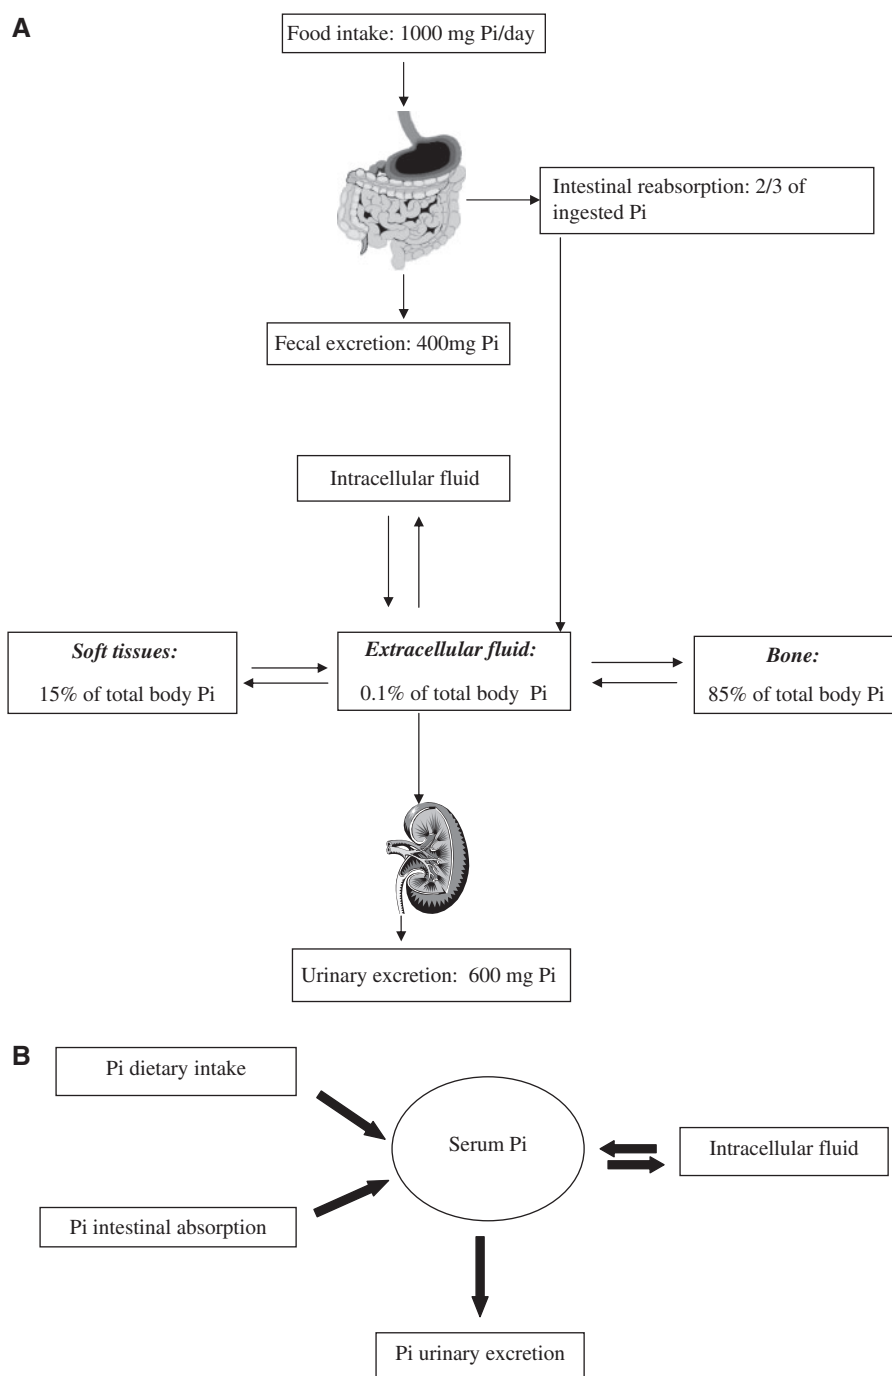 A
Food intake: 1000 mg Pi/day
Intestinal reabsorption: 2/3 of
ingested Pi
Fecal excretion: 400mg Pi
Intracellular fluid
Soft tissues:
15% of total body Pi
Extracellular fluid:
0.1% of total body Pi
Bone:
85% of total body Pi
Urinary excretion: 600 mg Pi
B
Pi dietary intake
Serum Pi
Intracellular fluid
Pi intestinal absorption
Pi urinary excretion